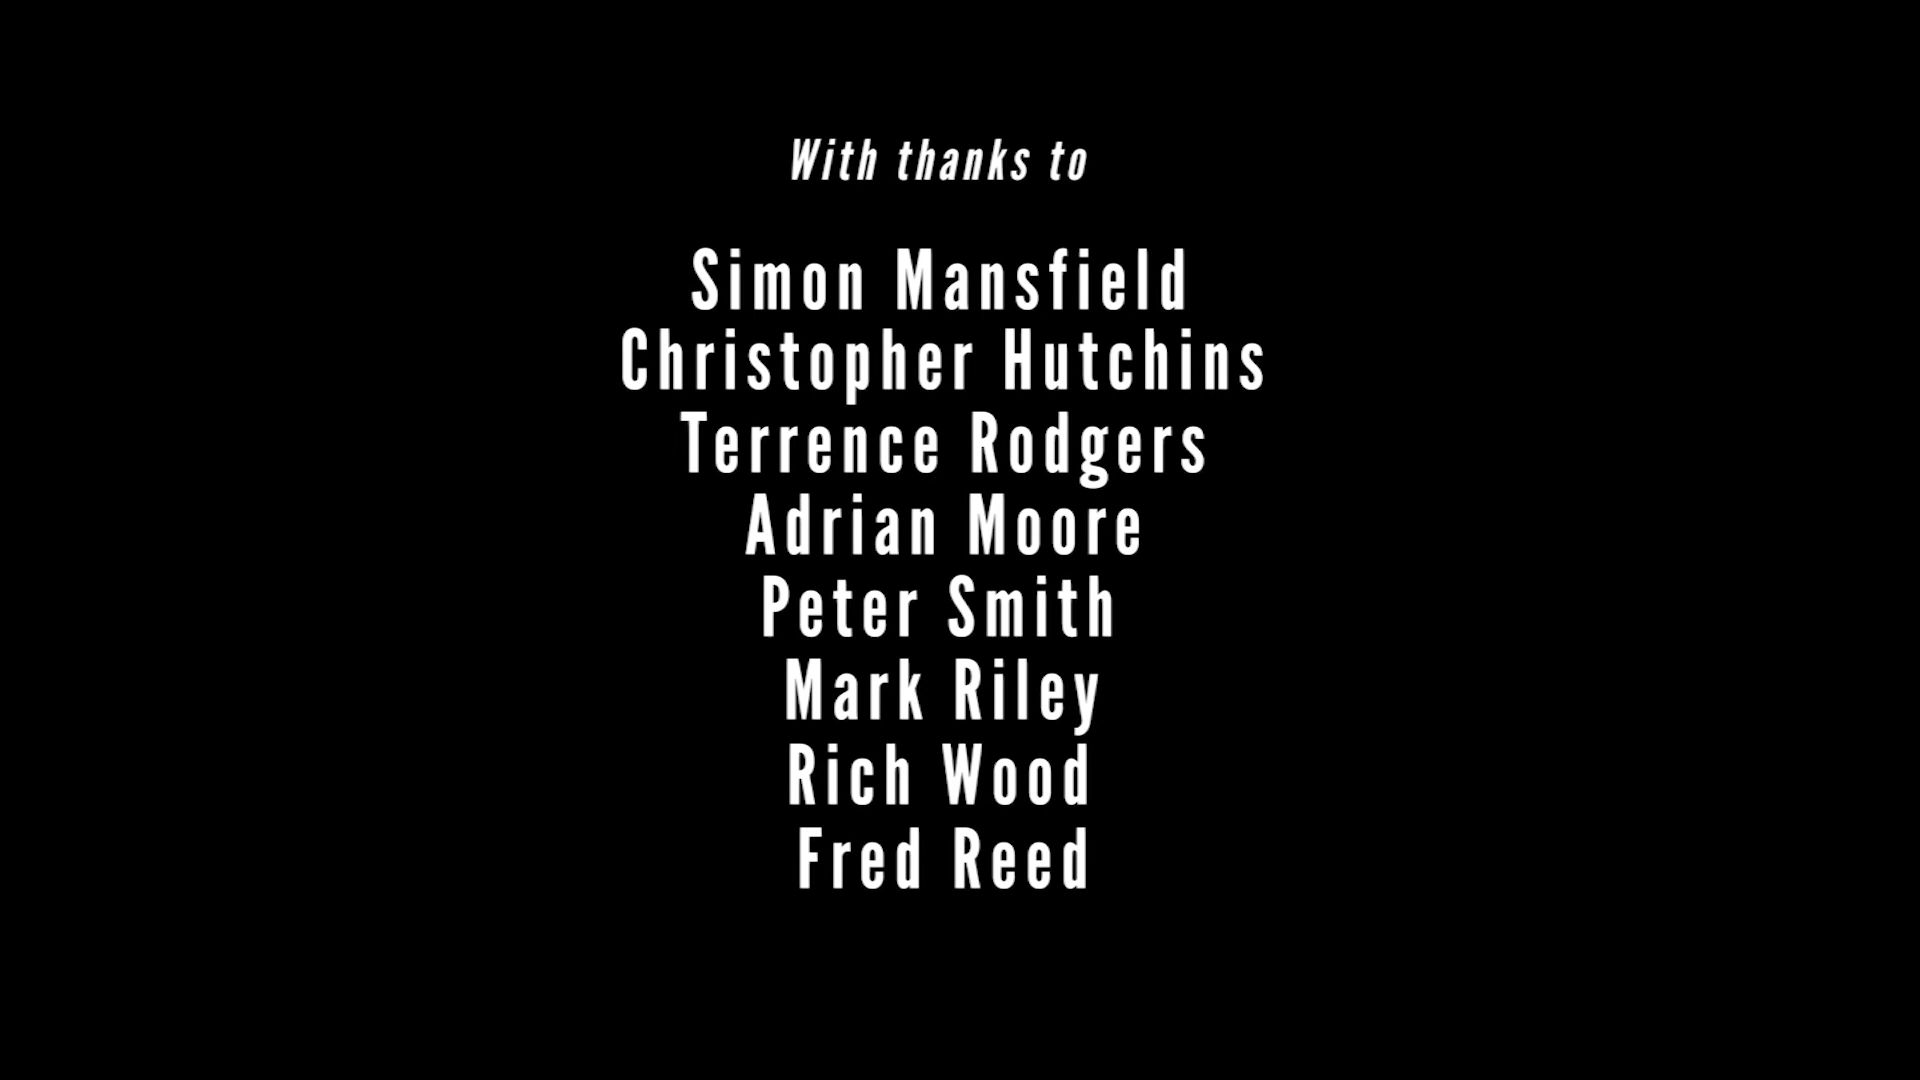 With thanks to
Simon Mansfield
Christopher Hutchins
Terrence Rodgers
Adrian Moore
Peter Smith
Mark Riley
Rich Wood
Fred Reed